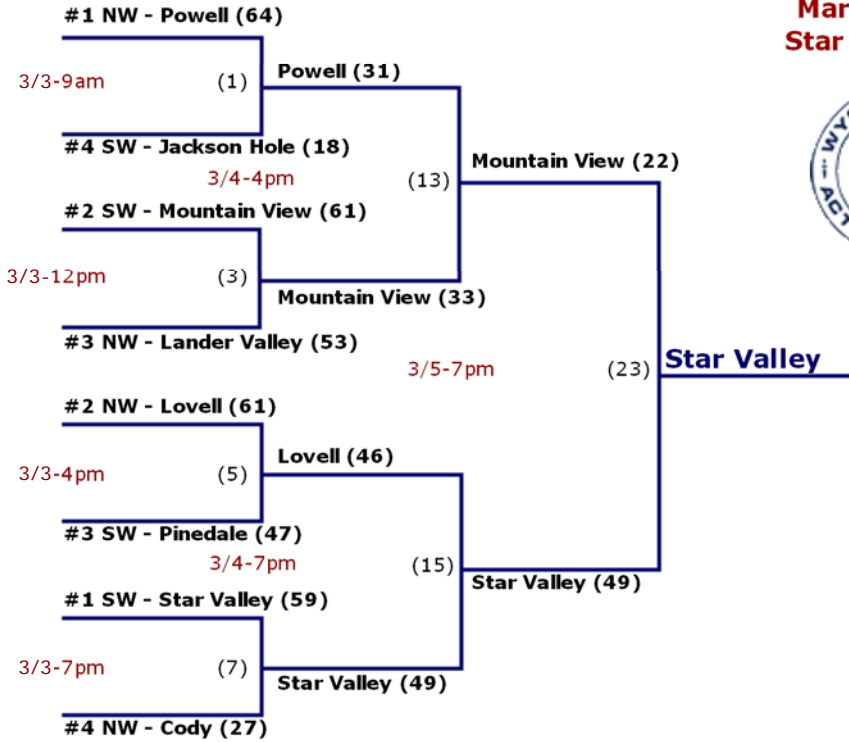 #1 NW - Powell (64)
Mar
Star
Powell (31)
3/3-9am
(1)
#4 SW - Jackson Hole (18)
Mountain View (22)
3/4-4pm
(13)
WYO
ACT
#2 SW - Mountain View (61)
3/3-12pm
(3)
Mountain View (33)
#3 NW - Lander Valley (53)
3/5-7pm
(23)
Star Valley
#2 NW - Lovell (61)
Lovell (46)
3/3-4pm
(5)
#3 SW - Pinedale (47)
3/4-7pm
(15)
Star Valley (49)
#1 SW - Star Valley (59)
3/3-7pm
(7)
Star Valley (49)
#4 NW - Cody (27)